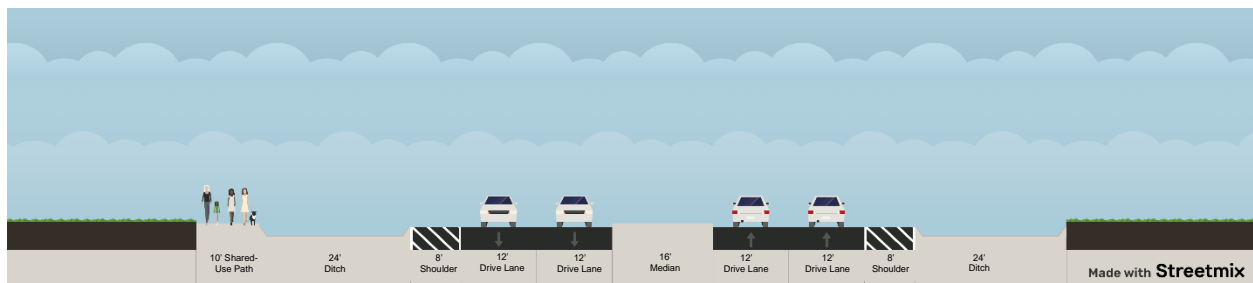 10' Shared-
Use Path
24'
Ditch
8'
Shoulder
12'
Drive Lane
12'
Drive Lane
16'
Median
12'
Drive Lane
12'
Drive Lane
8'
Shoulder
24'
Ditch
Made with Streetmix